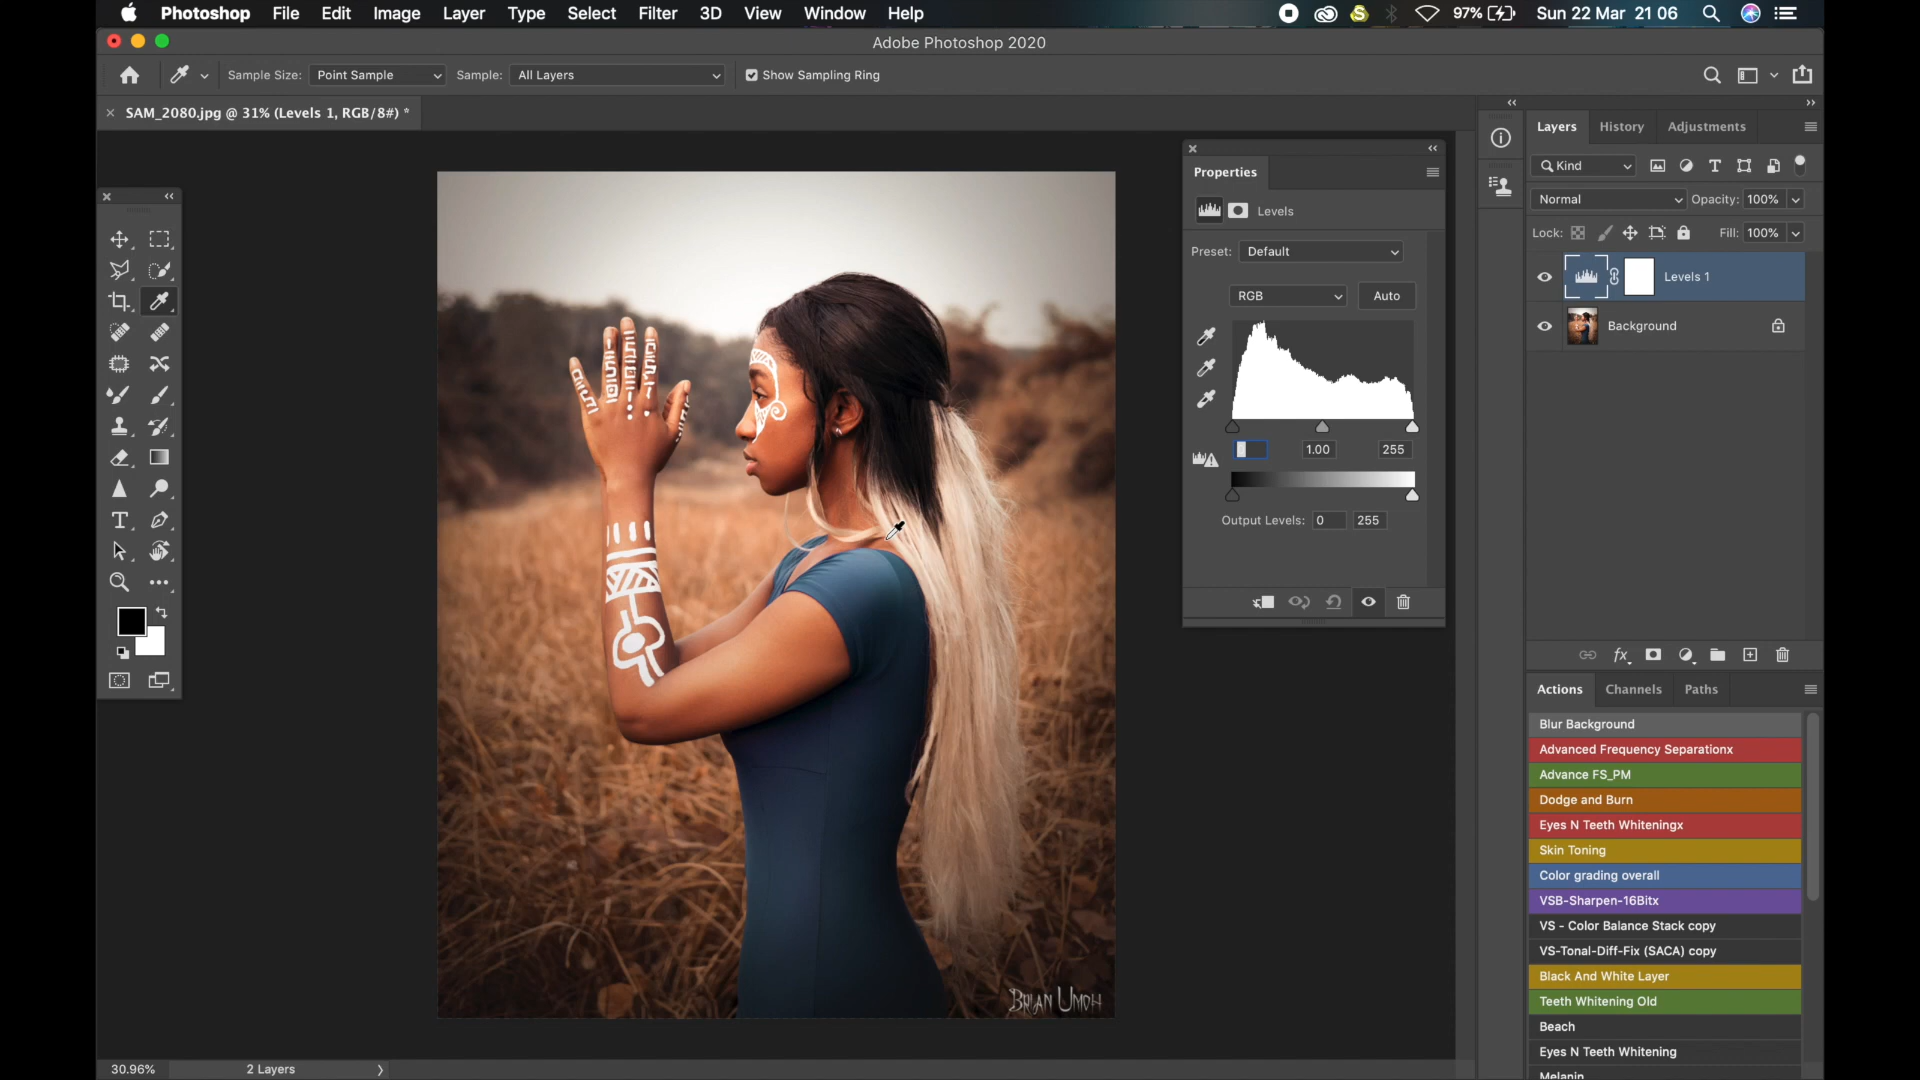 Photoshop File Edit Image Layer Type Select Filter 3D View Window Help
97% Sun 22 Mar 21 06
Adobe Photoshop 2020
Sample Size: Point Sample Sample: All Layers Show Sampling Ring
SAM_2080.jpg @ 31% (Levels 1, RGB/8#) *
Properties
Levels
Preset: Default
RGB Auto
1.00 255
Output Levels: 0 255
Layers History Adjustments
Kind
Normal Opacity: 100%
Lock: Fill: 100%
Levels 1
Background
Actions Channels Paths
Blur Background
Advanced Frequency Separationx
Advance FS_PM
Dodge and Burn
Eyes N Teeth Whiteningx
Skin Toning
Color grading overall
VSB-Sharpen-16Bitx
VS - Color Balance Stack copy
VS-Tonal-Diff-Fix (SACA) copy
Black And White Layer
Teeth Whitening Old
Beach
Eyes N Teeth Whitening
Melanin
BRIAN UMOH
30.96% 2 Layers